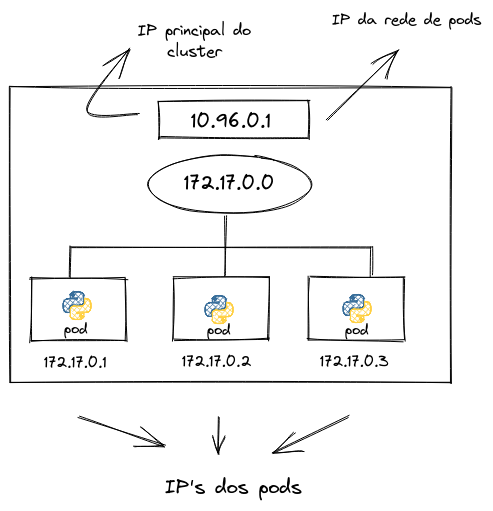 IP principal do
cluster
IP da rede de pods
10.96.0.1
172.17.0.0
pod
pod
pod
172.17.0.1
172.17.0.2
172.17.0.3
IP's dos pods